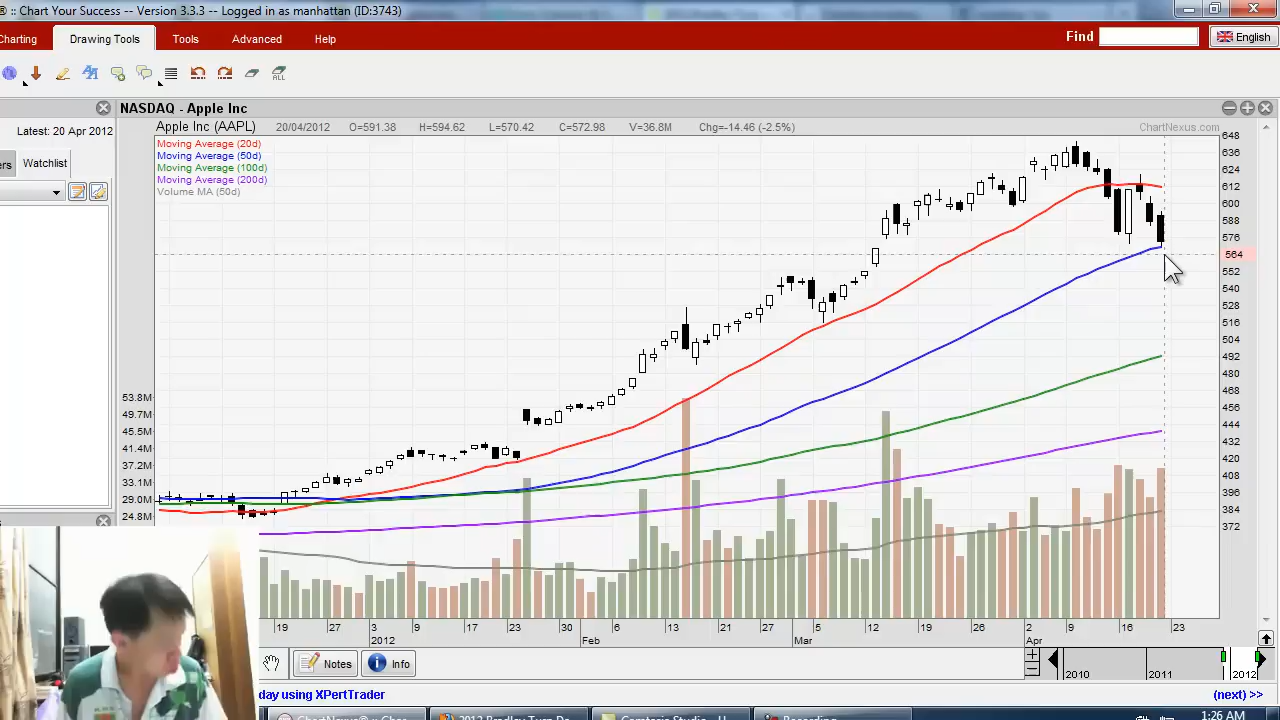 ® :: Chart Your Success -- Version 3.3.3 -- Logged in as manhattan (ID:3743)
Charting Drawing Tools Tools Advanced Help Find English
ALL
NASDAQ - Apple Inc
Latest: 20 Apr 2012
Apple Inc (AAPL) 20/04/2012 O=591.38 H=594.62 L=570.42 C=572.98 V=36.8M Chg=-14.46 (-2.5%) ChartNexus.com
Moving Average (20d)
Moving Average (50d)
Moving Average (100d)
Moving Average (200d)
Volume MA (50d)
Watchlist
648
636
624
612
600
588
576
564
552
540
528
516
504
492
480
468
456
444
432
420
408
396
384
372
53.8M
49.7M
45.5M
41.4M
37.2M
33.1M
29.0M
24.8M
19 27 3 9 17 23 30 6 13 21 27 5 12 19 26 2 9 16 23
2012 Feb Mar Apr
Notes Info
2010 2011 2012
day using XPertTrader (next) >>
1:26 AM